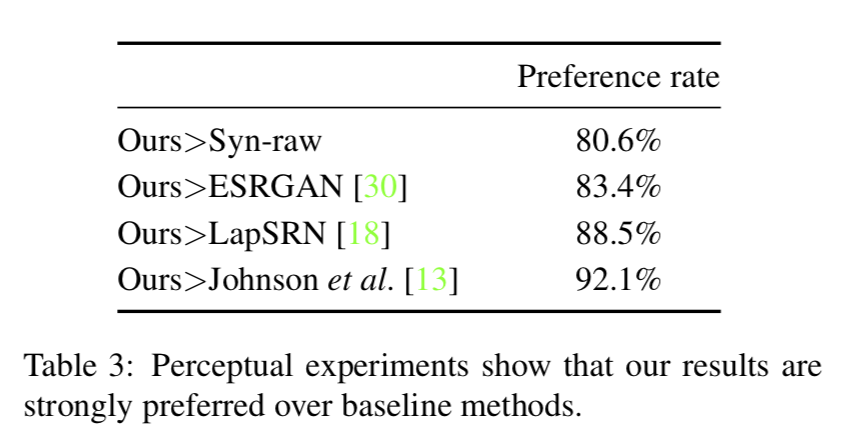 Preference rate
Ours>Syn-raw 80.6%
Ours>ESRGAN [30] 83.4%
Ours>LapSRN [18] 88.5%
Ours>Johnson et al. [13] 92.1%
Table 3: Perceptual experiments show that our results are
strongly preferred over baseline methods.